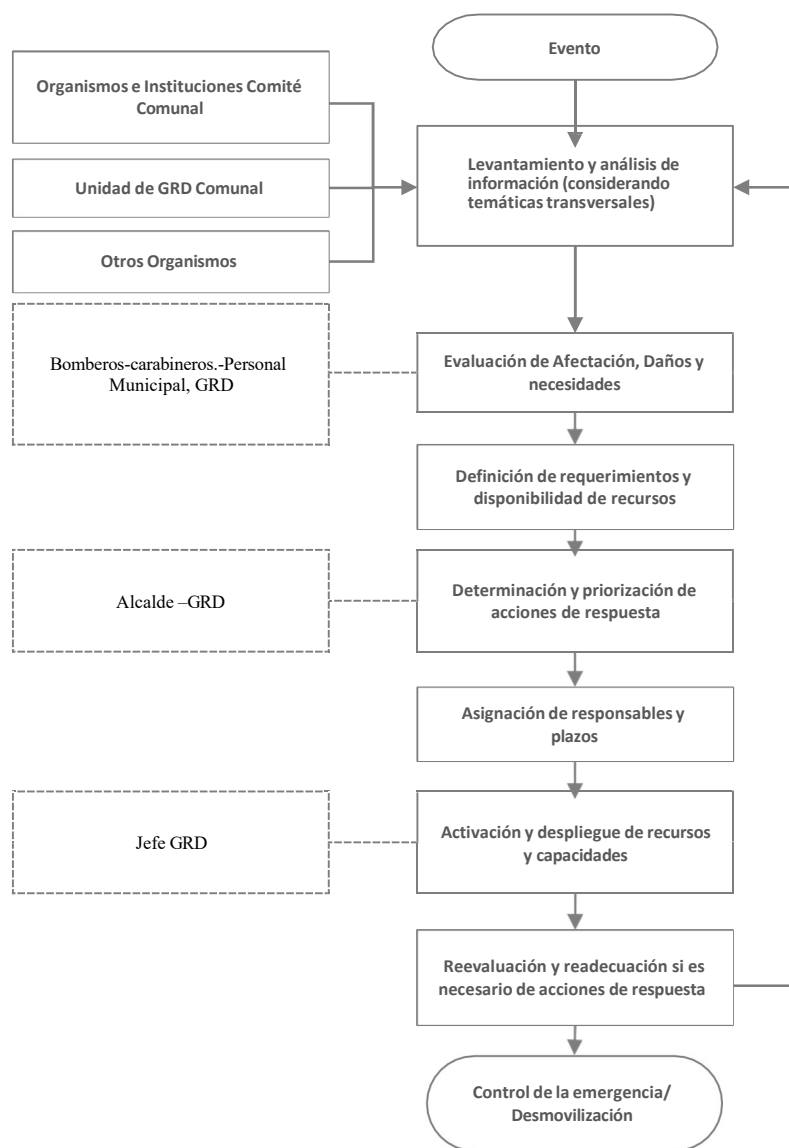 Evento
Organismos e Instituciones Comité
Comunal
Unidad de GRD Comunal
Otros Organismos
Levantamiento y análisis de
información (considerando
temáticas transversales)
Bomberos-carabineros.-Personal
Municipal, GRD
Evaluación de Afectación, Daños y
necesidades
Definición de requerimientos y
disponibilidad de recursos
Alcalde –GRD
Determinación y priorización de
acciones de respuesta
Asignación de responsables y
plazos
Jefe GRD
Activación y despliegue de recursos
y capacidades
Reevaluación y readecuación si es
necesario de acciones de respuesta
Control de la emergencia/
Desmovilización